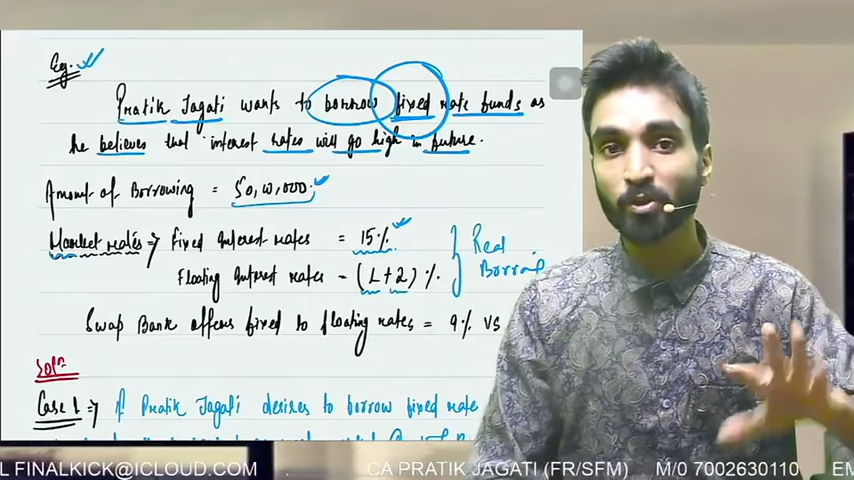 Eg.
Pratik Jagati wants to borrow fixed rate funds as
he believes that interest rates will go high in future.
Amount of Borrowing = 50,00,000.
Market rates => Fixed Interest rates = 15%
Floating Interest rates = (L+2)%.
Real
Swap Bank offers fixed to floating rates = 9% VS
Soln
Case 1 => If Pratik Jagati desires to borrow fixed rate
L FINALKICK@ICLOUD.COM CA PRATIK JAGATI (FR/SFM) M/0 7002630110 EM